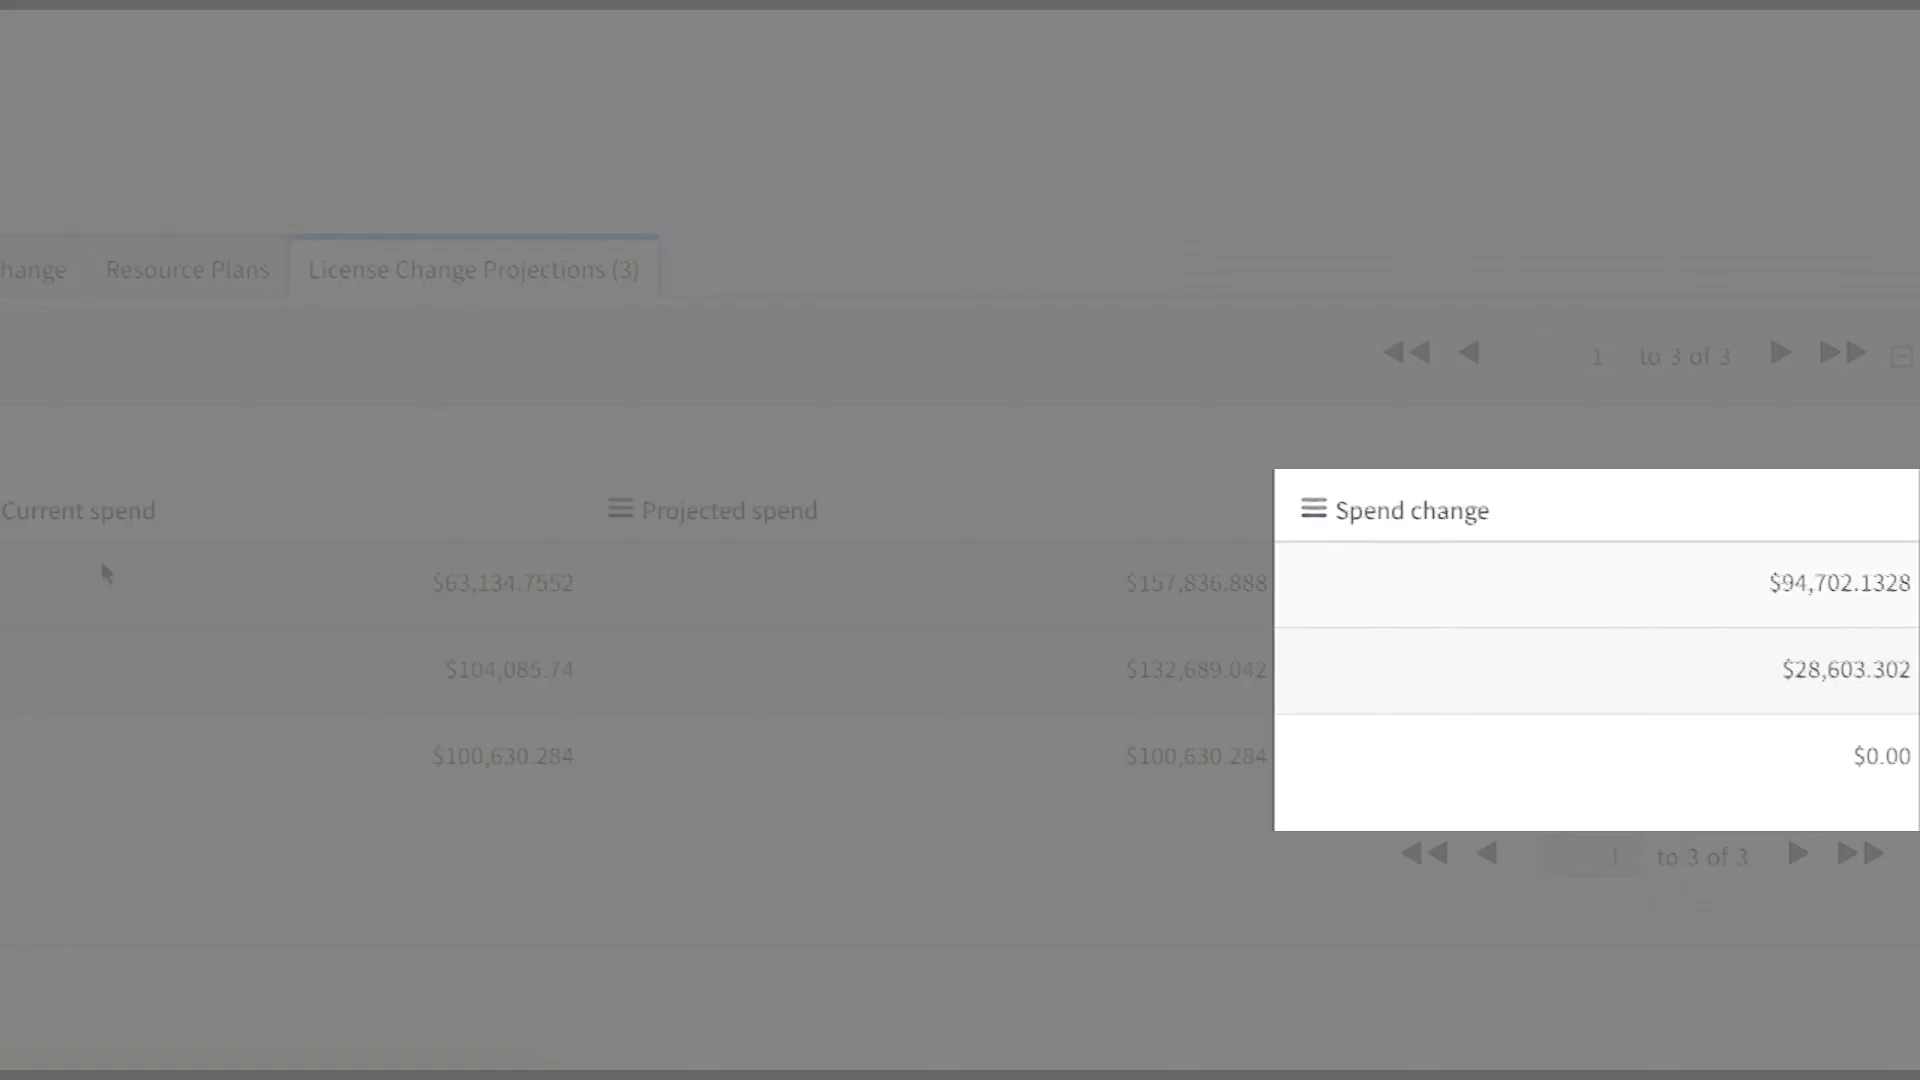 hange Resource Plans License Change Projections (3)
1 to 3 of 3
Current spend Projected spend Spend change
$63,134.7552 $157,836.888 $94,702.1328
$104,085.74 $132,689.042 $28,603.302
$100,630.284 $100,630.284 $0.00
1 to 3 of 3